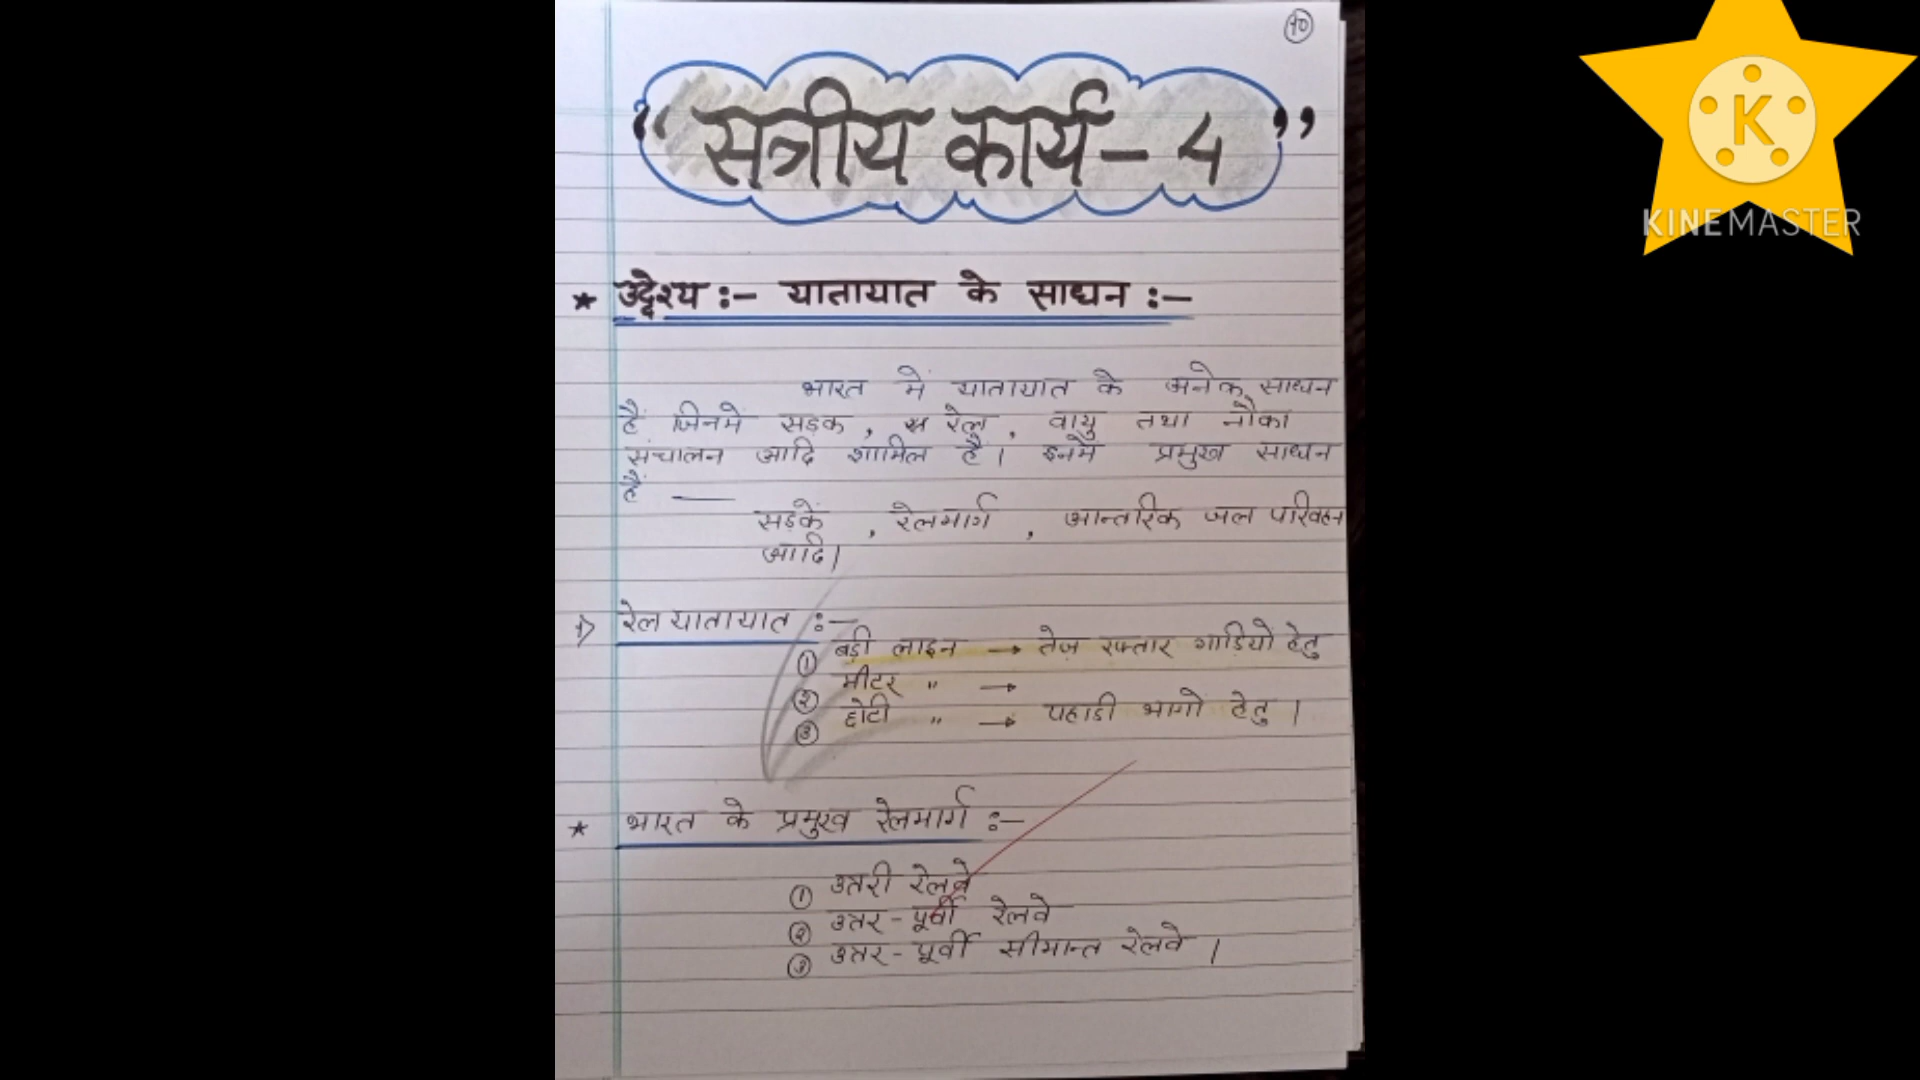 10
"सत्रीय कार्य - 4"
K
KINEMASTER
★ उद्देश्य :- यातायात के साधन :-
भारत में यातायात के अनेक साधन
हैं जिनमें सड़क, रेल, वायु तथा नौका
संचालन आदि शामिल है। इनमें प्रमुख साधन
हैं —
सड़कें, रेलमार्ग, आन्तरिक जल परिवहन
आदि।
1> रेल यातायात :-
① बड़ी लाइन → तेज़ रफ्तार गाड़ियों हेतु
② मीटर " →
③ छोटी " → पहाडी भागों हेतु।
★ भारत के प्रमुख रेलमार्ग :-
① उत्तरी रेलवे
② उत्तर-पूर्वी रेलवे
③ उत्तर-पूर्वी सीमान्त रेलवे।